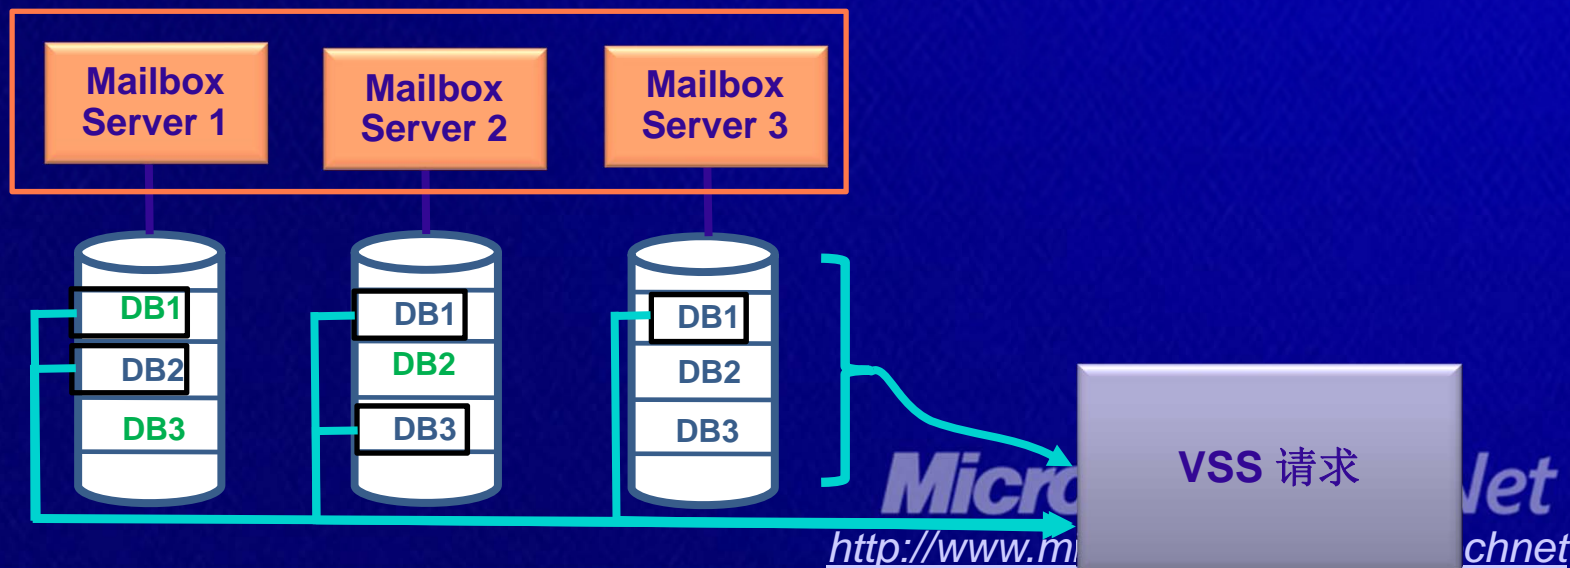 Mailbox
Server 1
Mailbox
Server 2
Mailbox
Server 3
DB1
DB2
DB3
DB1
DB2
DB3
DB1
DB2
DB3
VSS 请求